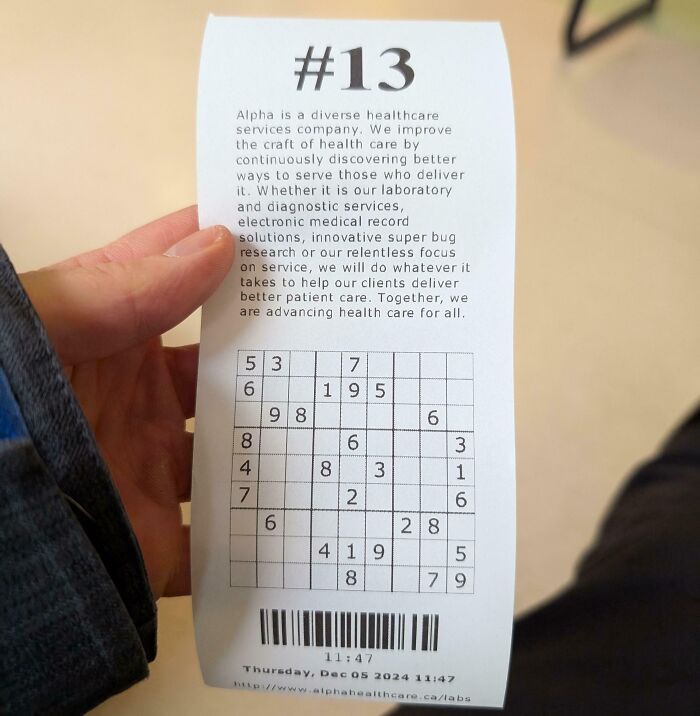 #13
Alpha is a diverse healthcare
services company. We improve
the craft of health care by
continuously discovering better
ways to serve those who deliver
it. Whether it is our laboratory
and diagnostic services,
electronic medical record
solutions, innovative super bug
research or our relentless focus
on service, we will do whatever it
takes to help our clients deliver
better patient care. Together, we
are advancing health care for all.
5 3 7
6 1 9 5
9 8 6
8 6 3
4 8 3 1
7 2 6
6 2 8
4 1 9 5
8 7 9
11:47
Thursday, Dec 05 2024 11:47
http://www.alphahealthcare.ca/labs